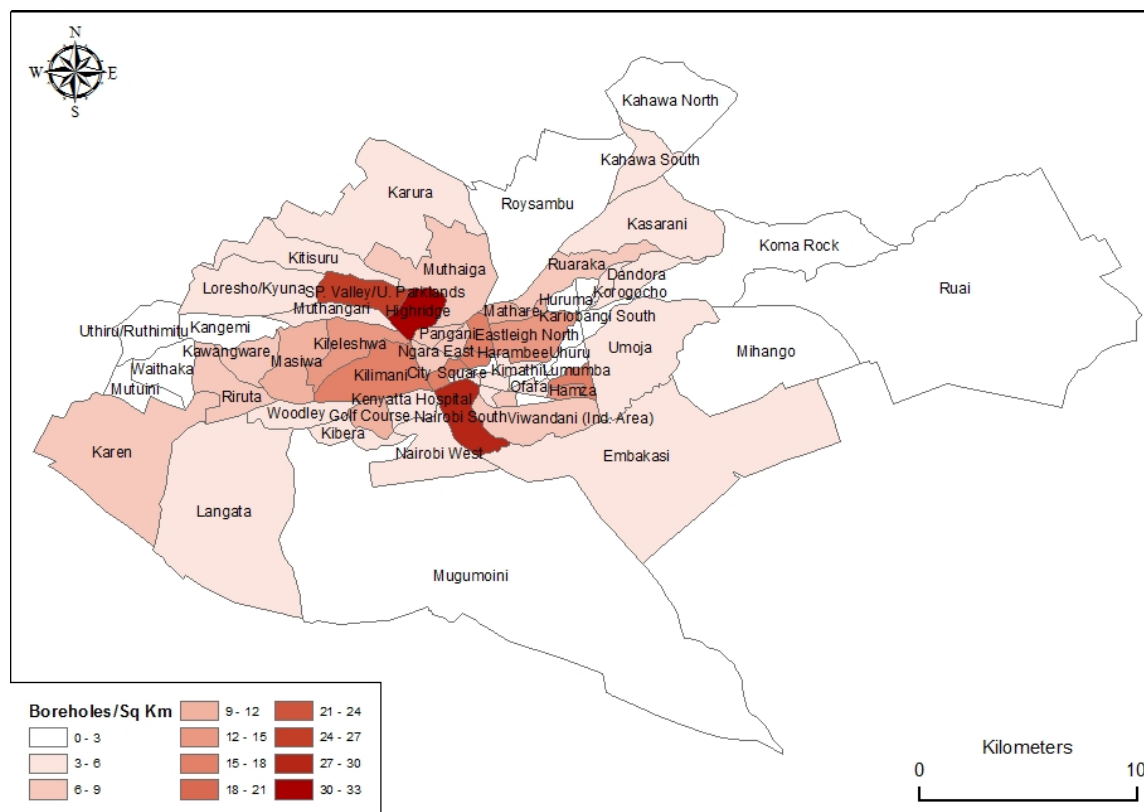 N
W E
S
Kahawa North
Kahawa South
Karura
Roysambu
Kasarani
Koma Rock
Kitisuru
Muthaiga
Ruaraka
Dandora
Ruai
Loresho/Kyuna
SP. Valley/U. Parklands
Huruma
Korogocho
Muthangari
Highridge
Mathare
Kariobangi South
Uthiru/Ruthimitu
Kangemi
Kileleshwa
Pangani
Eastleigh North
Umoja
Mihango
Kawangware
Masiwa
Ngara East
Harambee
Uhuru
Waithaka
Kilimani
City Square
Kimathi
Lumumba
Mutuini
Riruta
Kenyatta Hospital
Ofafa
Hamza
Woodley
Golf Course
Nairobi South
Viwandani (Ind. Area)
Kibera
Karen
Nairobi West
Embakasi
Langata
Mugumoini
Boreholes/Sq Km
0 - 3
3 - 6
6 - 9
9 - 12
12 - 15
15 - 18
18 - 21
21 - 24
24 - 27
27 - 30
30 - 33
Kilometers
0 10